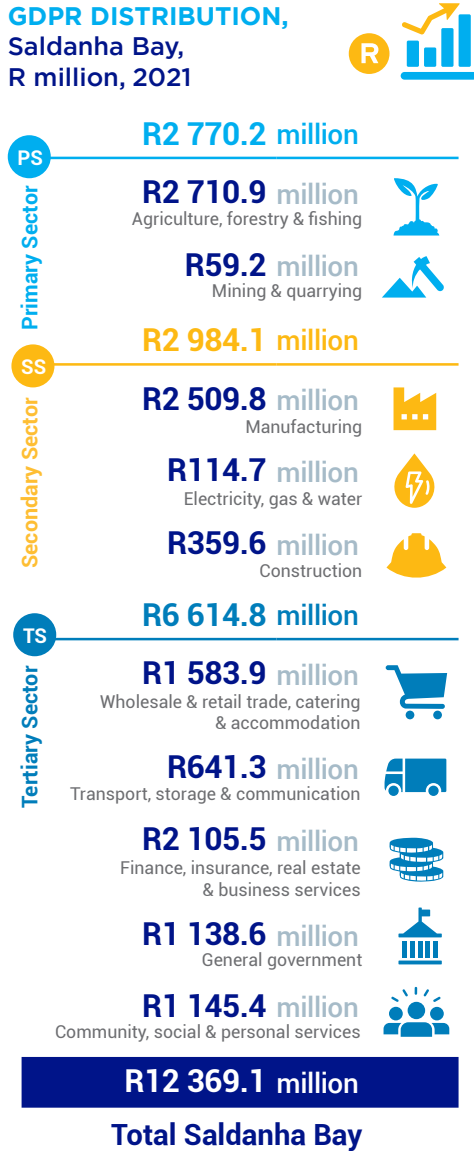 GDPR DISTRIBUTION,
Saldanha Bay,
R million, 2021
R
PS
Primary Sector
R2 770.2 million
R2 710.9 million
Agriculture, forestry & fishing
R59.2 million
Mining & quarrying
SS
Secondary Sector
R2 984.1 million
R2 509.8 million
Manufacturing
R114.7 million
Electricity, gas & water
R359.6 million
Construction
TS
Tertiary Sector
R6 614.8 million
R1 583.9 million
Wholesale & retail trade, catering
& accommodation
R641.3 million
Transport, storage & communication
R2 105.5 million
Finance, insurance, real estate
& business services
R1 138.6 million
General government
R1 145.4 million
Community, social & personal services
R12 369.1 million
Total Saldanha Bay